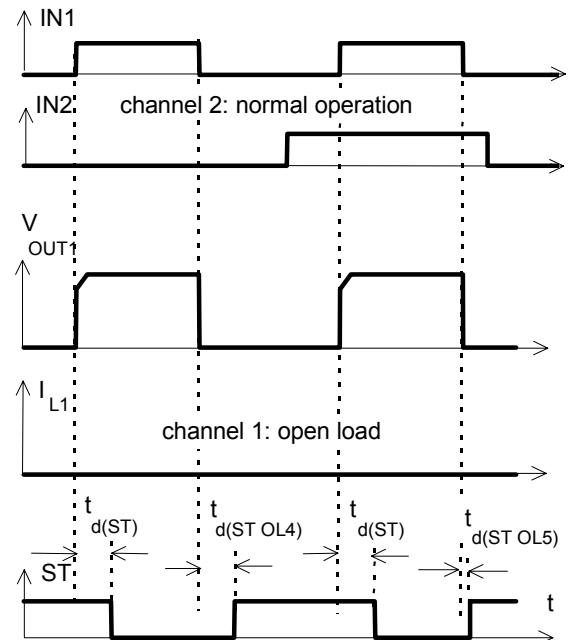 IN1
IN2
channel 2: normal operation
V
OUT1
I
L1
channel 1: open load
t
d(ST)
t
d(ST OL4)
t
d(ST)
t
d(ST OL5)
ST
t